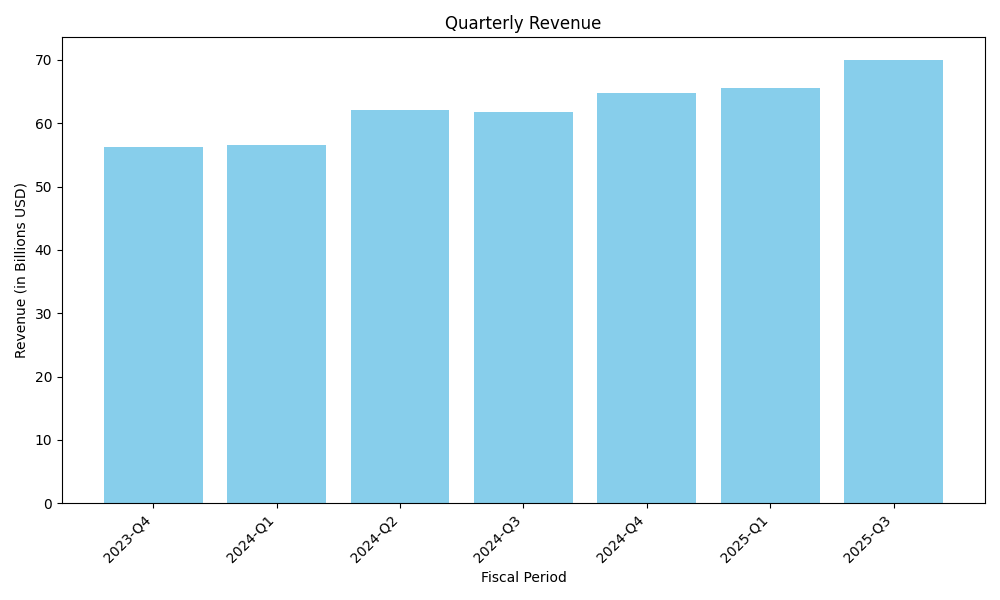 Quarterly Revenue
Revenue (in Billions USD)
70
60
50
40
30
20
10
0
2023-Q4
2024-Q1
2024-Q2
2024-Q3
2024-Q4
2025-Q1
2025-Q3
Fiscal Period